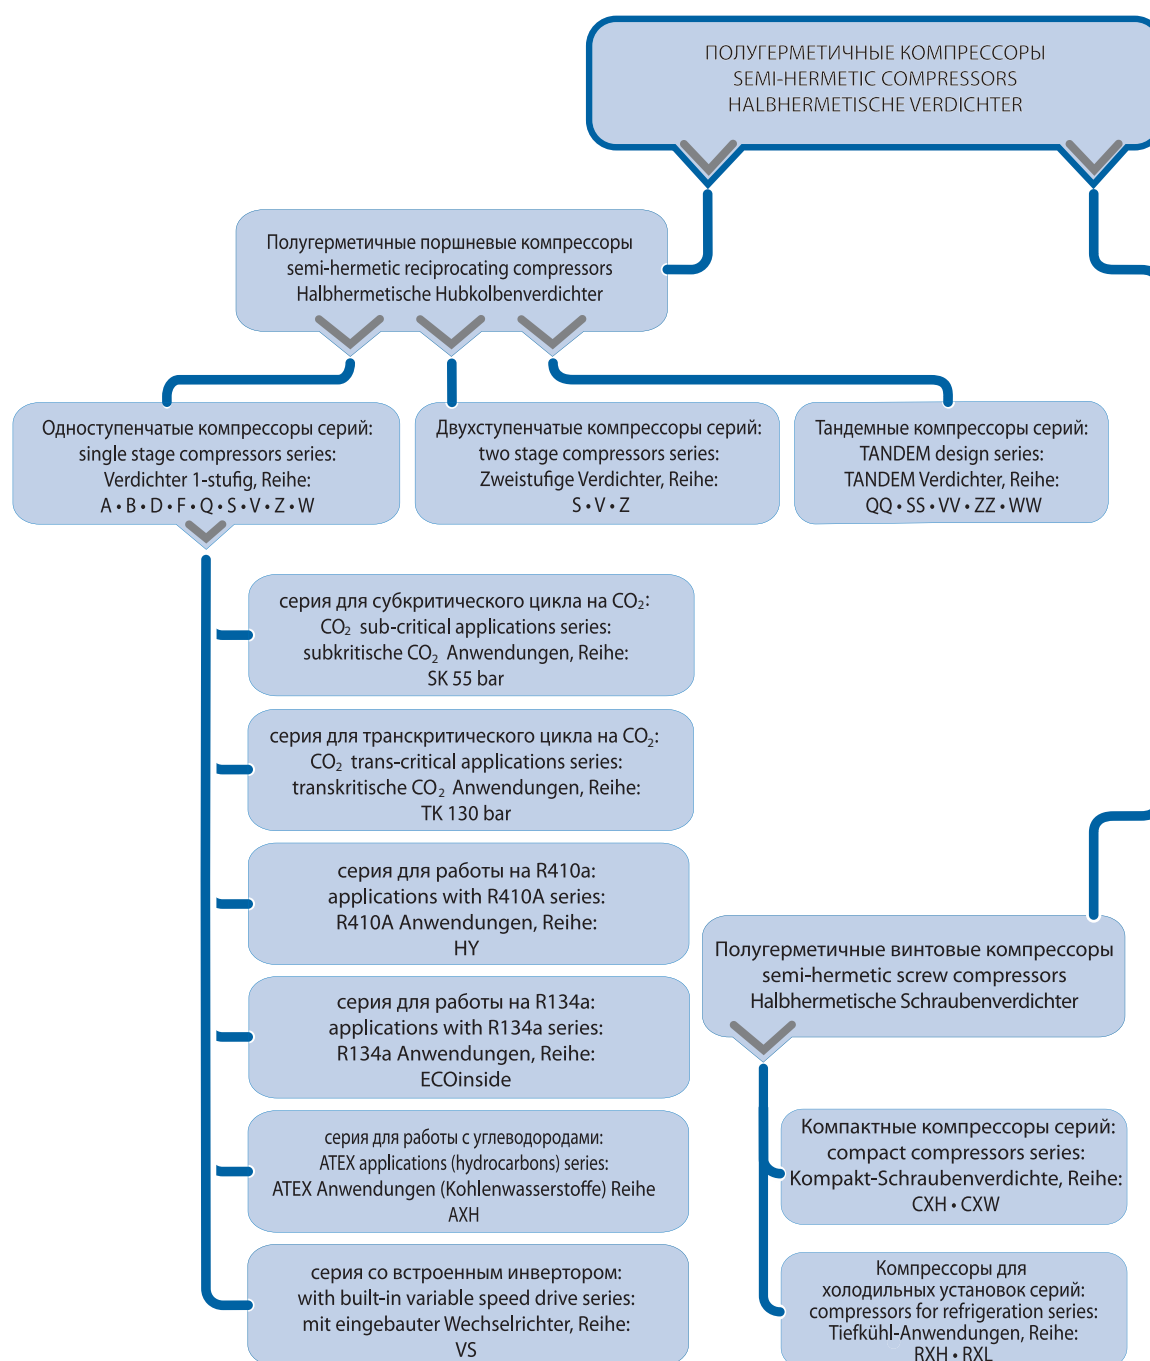 ПОЛУГЕРМЕТИЧНЫЕ КОМПРЕССОРЫ
SEMI-HERMETIC COMPRESSORS
HALBHERMETISCHE VERDICHTER
Полугерметичные поршневые компрессоры
semi-hermetic reciprocating compressors
Halbhermetische Hubkolbenverdichter
Одноступенчатые компрессоры серий:
single stage compressors series:
Verdichter 1-stufig, Reihe:
A • B • D • F • Q • S • V • Z • W
Двухступенчатые компрессоры серий:
two stage compressors series:
Zweistufige Verdichter, Reihe:
S • V • Z
Тандемные компрессоры серий:
TANDEM design series:
TANDEM Verdichter, Reihe:
QQ • SS • VV • ZZ • WW
серия для субкритического цикла на CO₂:
CO₂ sub-critical applications series:
subkritische CO₂ Anwendungen, Reihe:
SK 55 bar
серия для транскритического цикла на CO₂:
CO₂ trans-critical applications series:
transkritische CO₂ Anwendungen, Reihe:
TK 130 bar
серия для работы на R410a:
applications with R410A series:
R410A Anwendungen, Reihe:
HY
серия для работы на R134a:
applications with R134a series:
R134a Anwendungen, Reihe:
ECOinside
серия для работы с углеводородами:
ATEX applications (hydrocarbons) series:
ATEX Anwendungen (Kohlenwasserstoffe) Reihe
AXH
серия со встроенным инвертором:
with built-in variable speed drive series:
mit eingebauter Wechselrichter, Reihe:
VS
Полугерметичные винтовые компрессоры
semi-hermetic screw compressors
Halbhermetische Schraubenverdichter
Компактные компрессоры серий:
compact compressors series:
Kompakt-Schraubenverdichte, Reihe:
CXH • CXW
Компрессоры для
холодильных установок серий:
compressors for refrigeration series:
Tiefkühl-Anwendungen, Reihe:
RXH • RXL